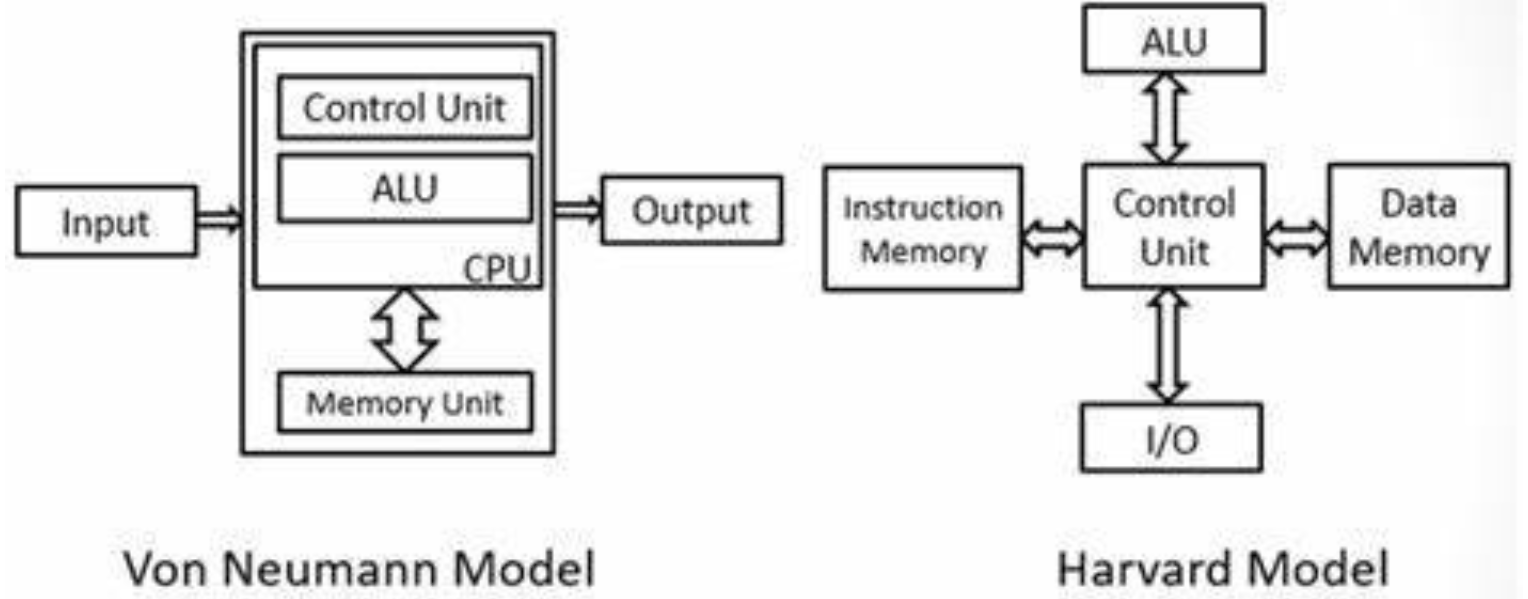 Control Unit
ALU
Input
Output
CPU
Memory Unit
Von Neumann Model
ALU
Instruction
Memory
Control
Unit
Data
Memory
I/O
Harvard Model